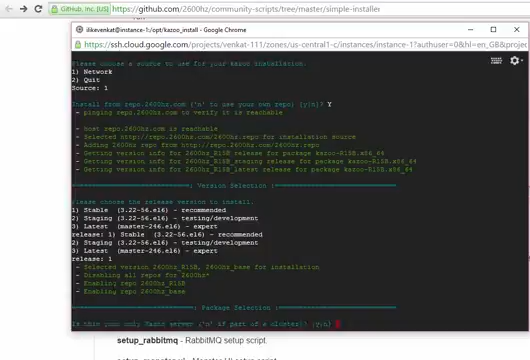 GitHub, Inc. [US]
https://github.com/2600hz/community-scripts/tree/master/simple-installer
run
ilikevenkat@instance-1:/opt/kazoo_install - Google Chrome
https://ssh.cloud.google.com/projects/venkat-111/zones/us-central1-c/instances/instance-1?authuser=0&hl=en_GB&projectNum
Please choose a source to use for your kazoo installation.
1) Network
2) Quit
Source: 1
Install from repo.2600hz.com ('n' to use your own repo) (y/n)? Y
- pinging repo.2600hz.com to verify it is reachable
- host repo.2600hz.com is reachable
- Selected http://repo.2600hz.com/2600hz.repo for installation source
- Adding 2600hz repo from http://repo.2600hz.com/2600hz.repo
- Getting version info for 2600hz_R15B release for package kazoo-R15B.x86_64
- Getting version info for 2600hz_R15B_staging release for package kazoo-R15B.x86_64
- Getting version info for 2600hz_R15B_latest release for package kazoo-R15B.x86_64
Version Selection
Please choose the release version to install.
1) Stable (3.22-56.el6) - recommended
2) Staging (3.22-56.el6) - testing/development
3) Latest (master-246.el6) - expert
release: 1) Stable (3.22-56.el6) - recommended
2) Staging (3.22-56.el6) - testing/development
3) Latest (master-246.el6) - expert
release: 1
- Selected version 2600hz_R15B, 2600hz_base for installation
- Disabling all repos for 2600hz*
- Enabling repo 2600hz_R15B
- Enabling repo 2600hz_base
Package Selection
Is this your only Kazoo server ('n' if part of a cluster) (y/n)
setup_rabbitmq - RabbitMQ setup script.